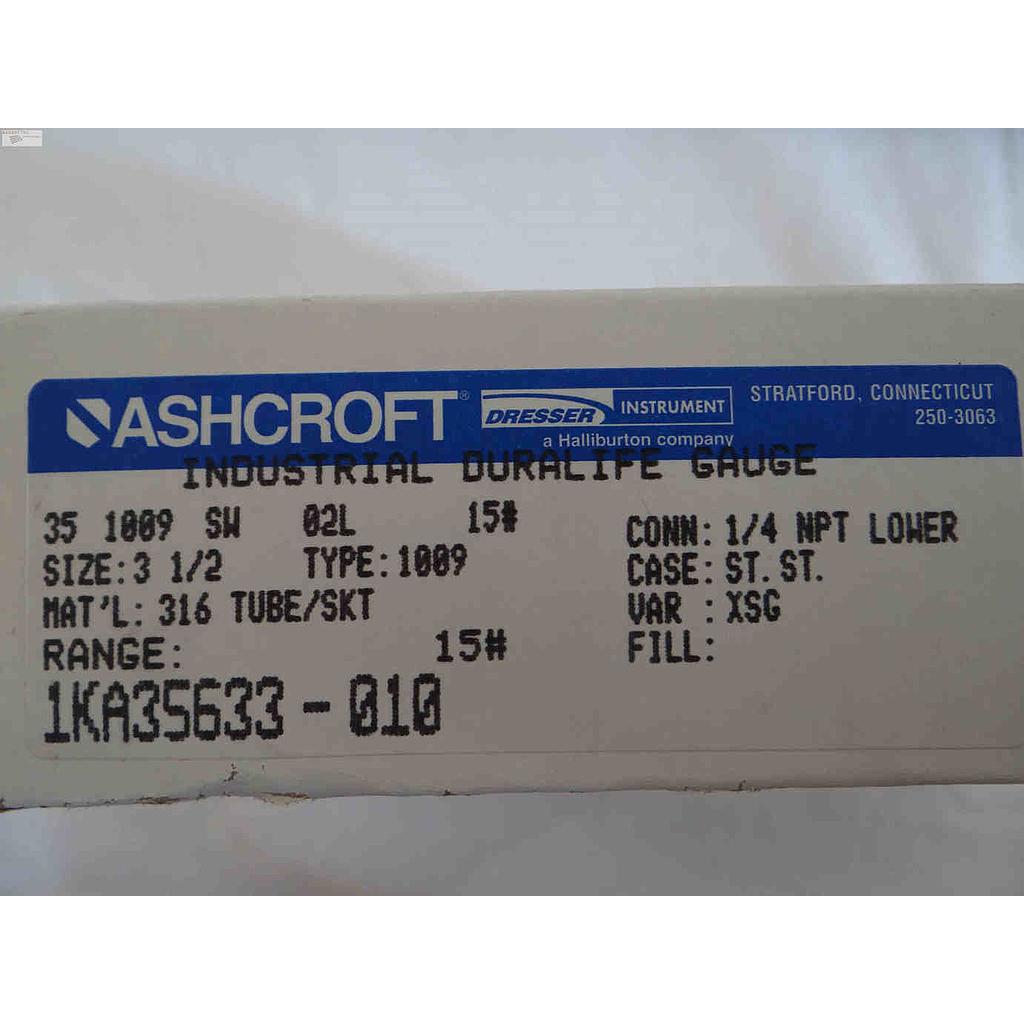 ASHCROFT® DRESSER INSTRUMENT STRATFORD, CONNECTICUT
a Halliburton company 250-3063
INDUSTRIAL DURALIFE GAUGE
35 1009 SW 02L 15#
SIZE:3 1/2 TYPE:1009
MAT'L: 316 TUBE/SKT
RANGE: 15#
1KA35633-010
CONN: 1/4 NPT LOWER
CASE: ST.ST.
VAR : XSG
FILL: